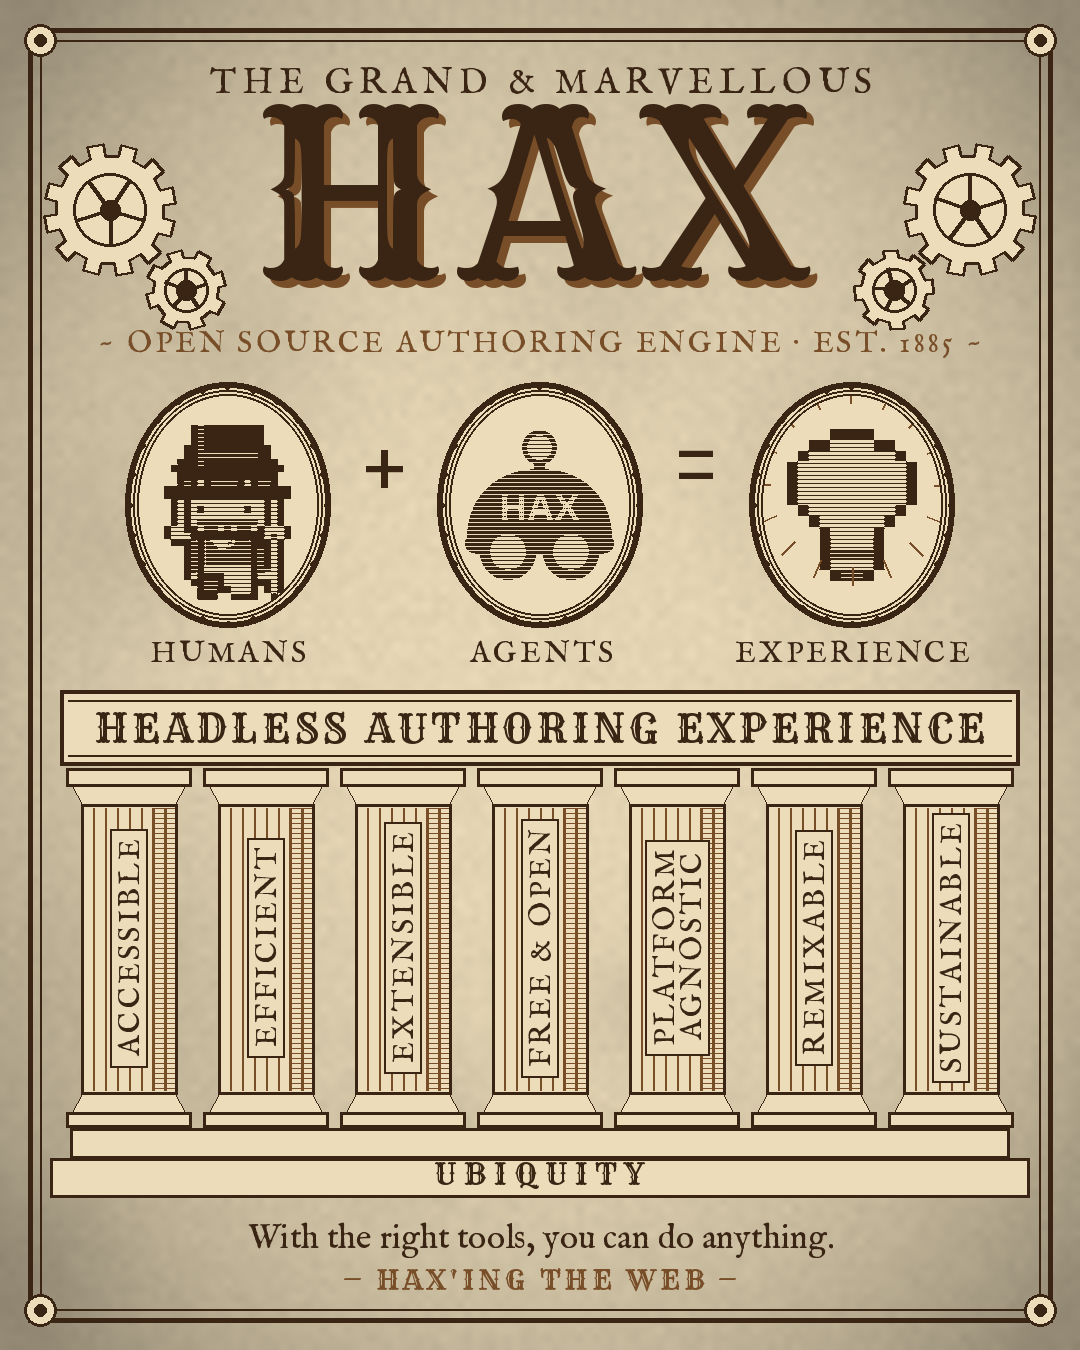 THE GRAND & MARVELLOUS
HAX
~ OPEN SOURCE AUTHORING ENGINE · EST. 1885 ~
HAX
HUMANS
+
AGENTS
=
EXPERIENCE
HEADLESS AUTHORING EXPERIENCE
ACCESSIBLE
EFFICIENT
EXTENSIBLE
FREE & OPEN
PLATFORM
AGNOSTIC
REMIXABLE
SUSTAINABLE
UBIQUITY
With the right tools, you can do anything.
— HAX'ING THE WEB —